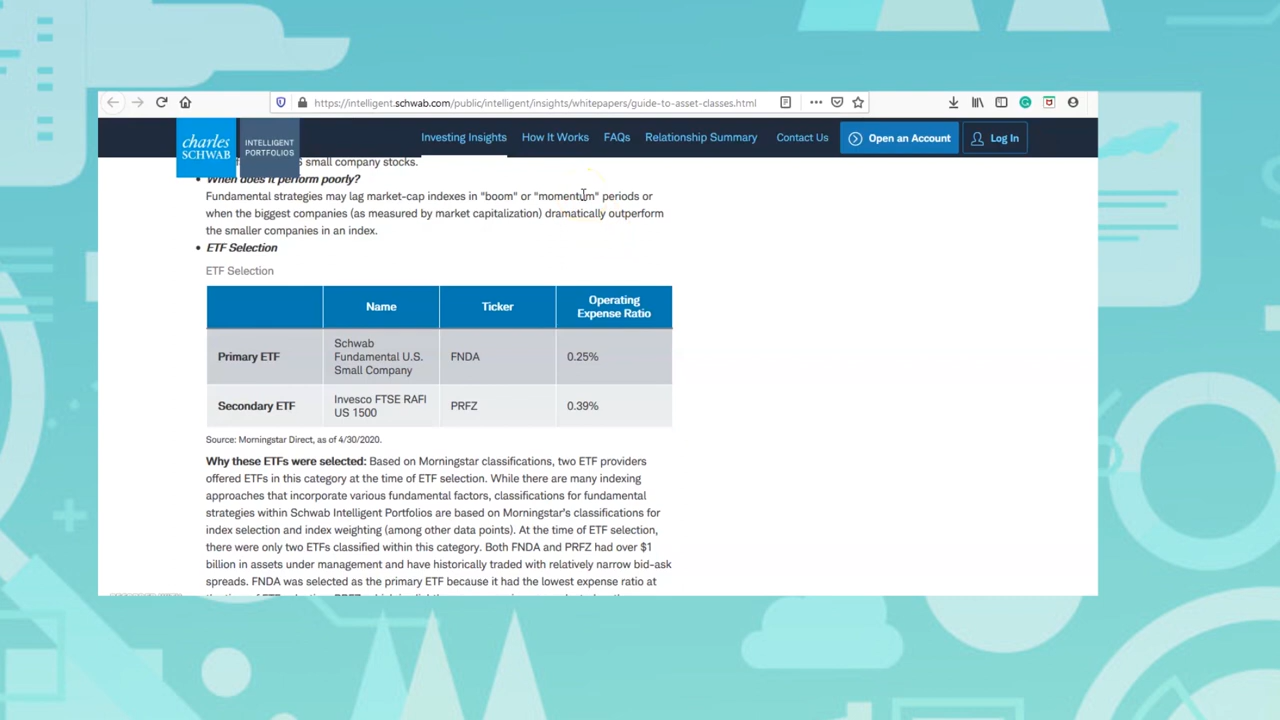 https://intelligent.schwab.com/public/intelligent/insights/whitepapers/guide-to-asset-classes.html
charles
SCHWAB
INTELLIGENT
PORTFOLIOS
Investing Insights How It Works FAQs Relationship Summary Contact Us Open an Account Log In
small company stocks.
When does it perform poorly?
Fundamental strategies may lag market-cap indexes in "boom" or "momentum" periods or
when the biggest companies (as measured by market capitalization) dramatically outperform
the smaller companies in an index.
• ETF Selection
ETF Selection
Name Ticker Operating
Expense Ratio
Primary ETF Schwab
Fundamental U.S.
Small Company FNDA 0.25%
Secondary ETF Invesco FTSE RAFI
US 1500 PRFZ 0.39%
Source: Morningstar Direct, as of 4/30/2020.
Why these ETFs were selected: Based on Morningstar classifications, two ETF providers
offered ETFs in this category at the time of ETF selection. While there are many indexing
approaches that incorporate various fundamental factors, classifications for fundamental
strategies within Schwab Intelligent Portfolios are based on Morningstar's classifications for
index selection and index weighting (among other data points). At the time of ETF selection,
there were only two ETFs classified within this category. Both FNDA and PRFZ had over $1
billion in assets under management and have historically traded with relatively narrow bid-ask
spreads. FNDA was selected as the primary ETF because it had the lowest expense ratio at